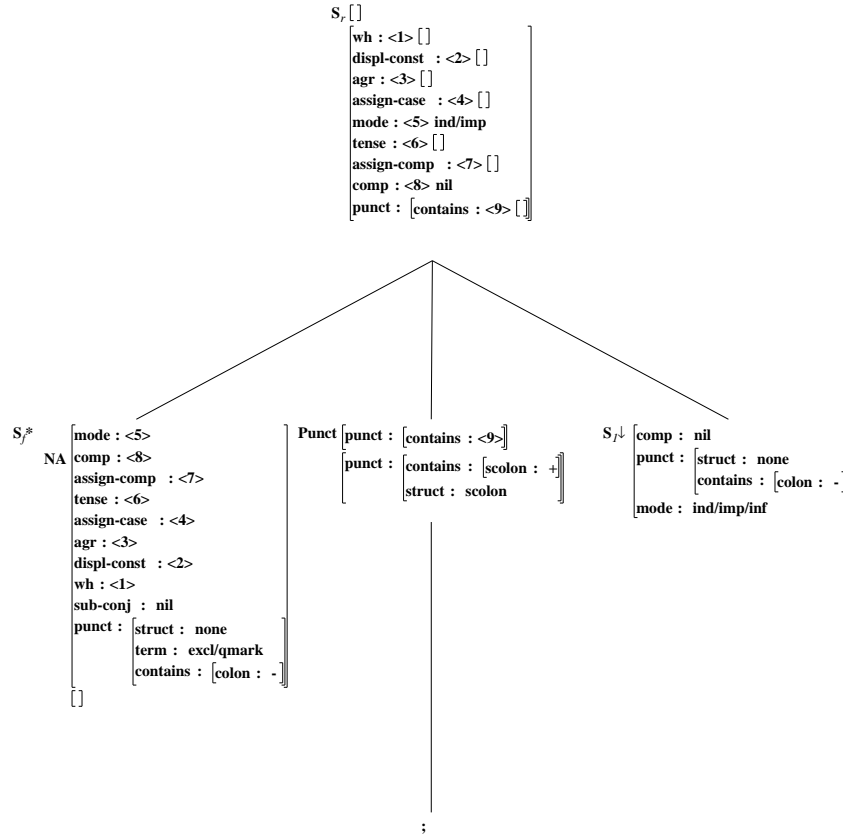 S_r []
wh : <1> []
displ-const : <2> []
agr : <3> []
assign-case : <4> []
mode : <5> ind/imp
tense : <6> []
assign-comp : <7> []
comp : <8> nil
punct : [contains : <9> []]
S_f*
NA
mode : <5>
comp : <8>
assign-comp : <7>
tense : <6>
assign-case : <4>
agr : <3>
displ-const : <2>
wh : <1>
sub-conj : nil
punct : [struct : none
term : excl/qmark
contains : [colon : -]]
[]
Punct [punct : [contains : <9>]]
[punct : [contains : [scolon : +]
struct : scolon]]
S_1↓
comp : nil
punct : [struct : none
contains : [colon : -]]
mode : ind/imp/inf
;